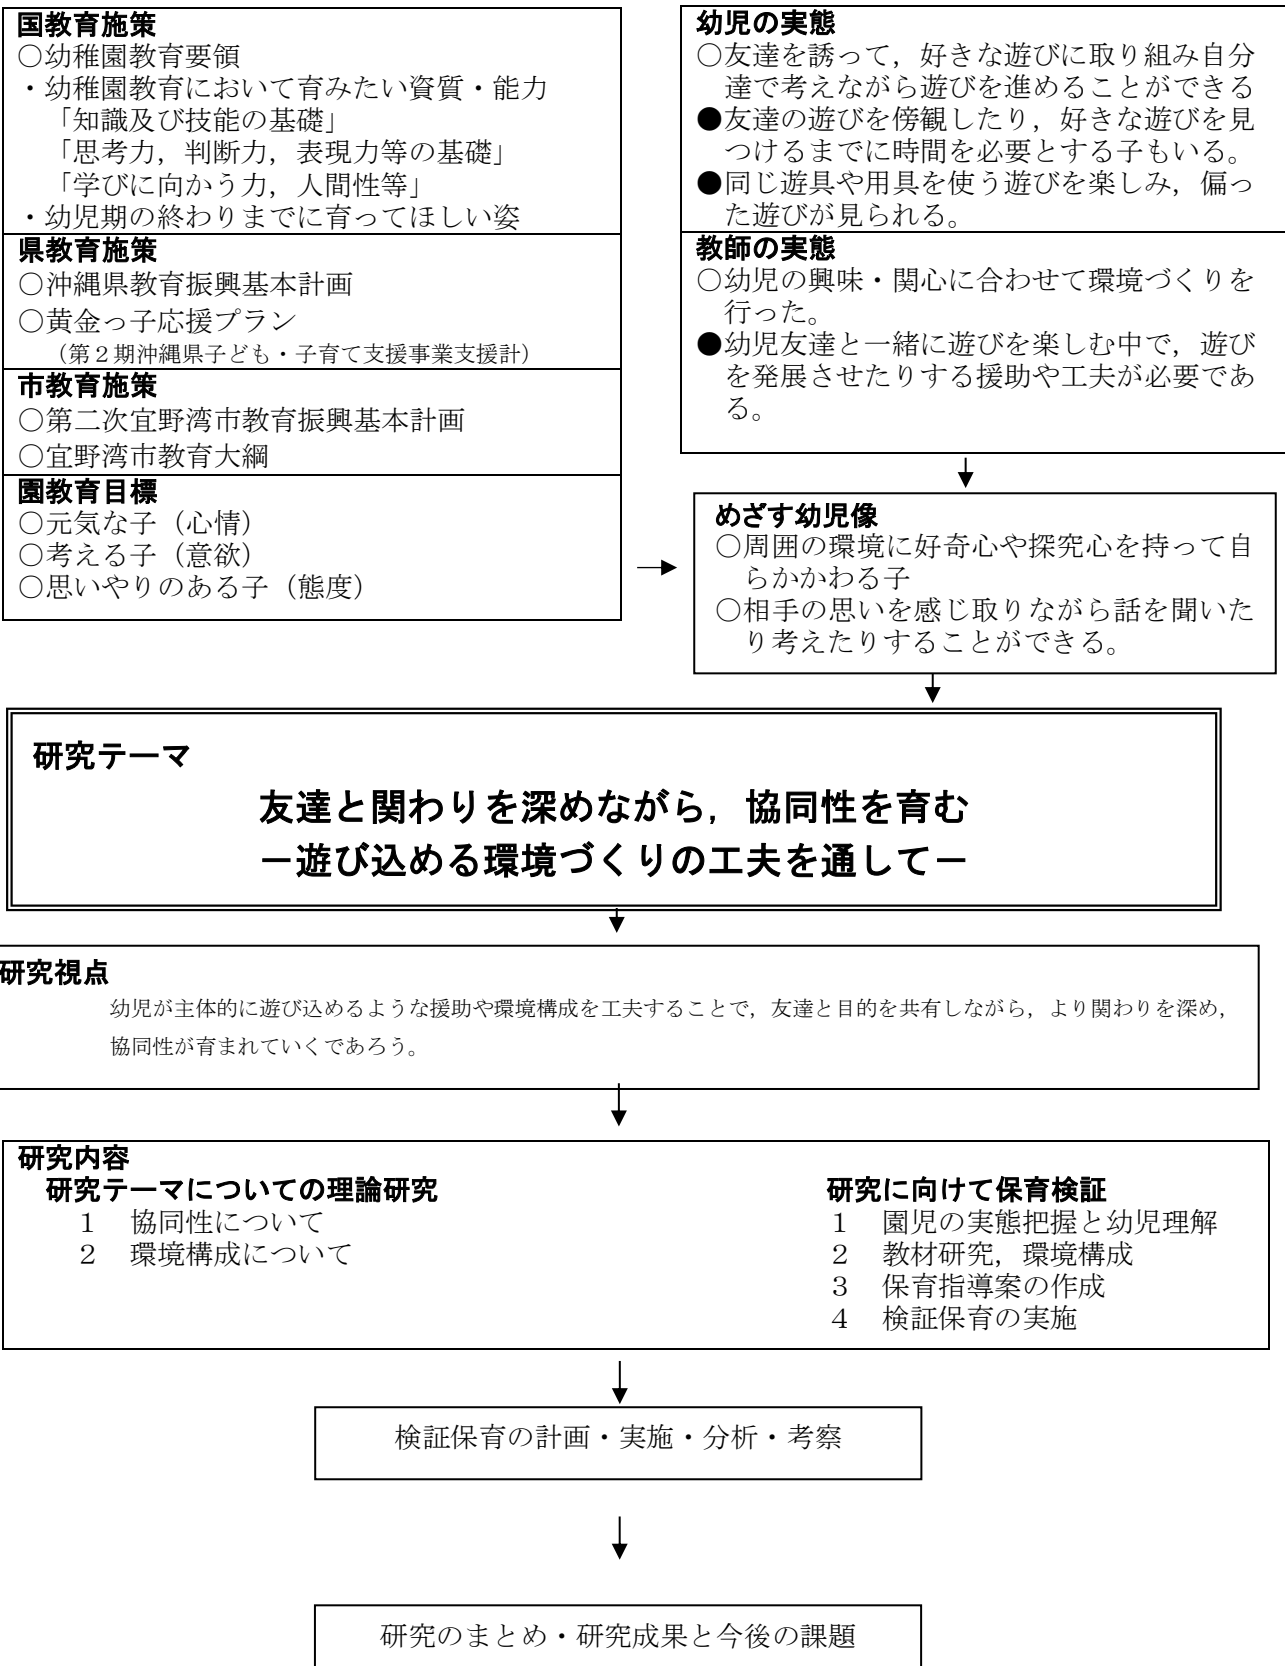 国教育施策
○幼稚園教育要領
・幼稚園教育において育みたい資質・能力
「知識及び技能の基礎」
「思考力，判断力，表現力等の基礎」
「学びに向かう力，人間性等」
・幼児期の終わりまでに育ってほしい姿
県教育施策
○沖縄県教育振興基本計画
○黄金っ子応援プラン
（第２期沖縄県子ども・子育て支援事業支援計）
市教育施策
○第二次宜野湾市教育振興基本計画
○宜野湾市教育大綱
園教育目標
○元気な子（心情）
○考える子（意欲）
○思いやりのある子（態度）
幼児の実態
○友達を誘って，好きな遊びに取り組み自分
達で考えながら遊びを進めることができる
●友達の遊びを傍観したり，好きな遊びを見
つけるまでに時間を必要とする子もいる。
●同じ遊具や用具を使う遊びを楽しみ，偏っ
た遊びが見られる。
教師の実態
○幼児の興味・関心に合わせて環境づくりを
行った。
●幼児友達と一緒に遊びを楽しむ中で，遊び
を発展させたりする援助や工夫が必要であ
る。
めざす幼児像
○周囲の環境に好奇心や探究心を持って自
らかかわる子
○相手の思いを感じ取りながら話を聞いた
り考えたりすることができる。
研究テーマ
友達と関わりを深めながら，協同性を育む
－遊び込める環境づくりの工夫を通して－
研究視点
幼児が主体的に遊び込めるような援助や環境構成を工夫することで，友達と目的を共有しながら，より関わりを深め，
協同性が育まれていくであろう。
研究内容
研究テーマについての理論研究
１　協同性について
２　環境構成について
研究に向けて保育検証
１　園児の実態把握と幼児理解
２　教材研究，環境構成
３　保育指導案の作成
４　検証保育の実施
検証保育の計画・実施・分析・考察
研究のまとめ・研究成果と今後の課題